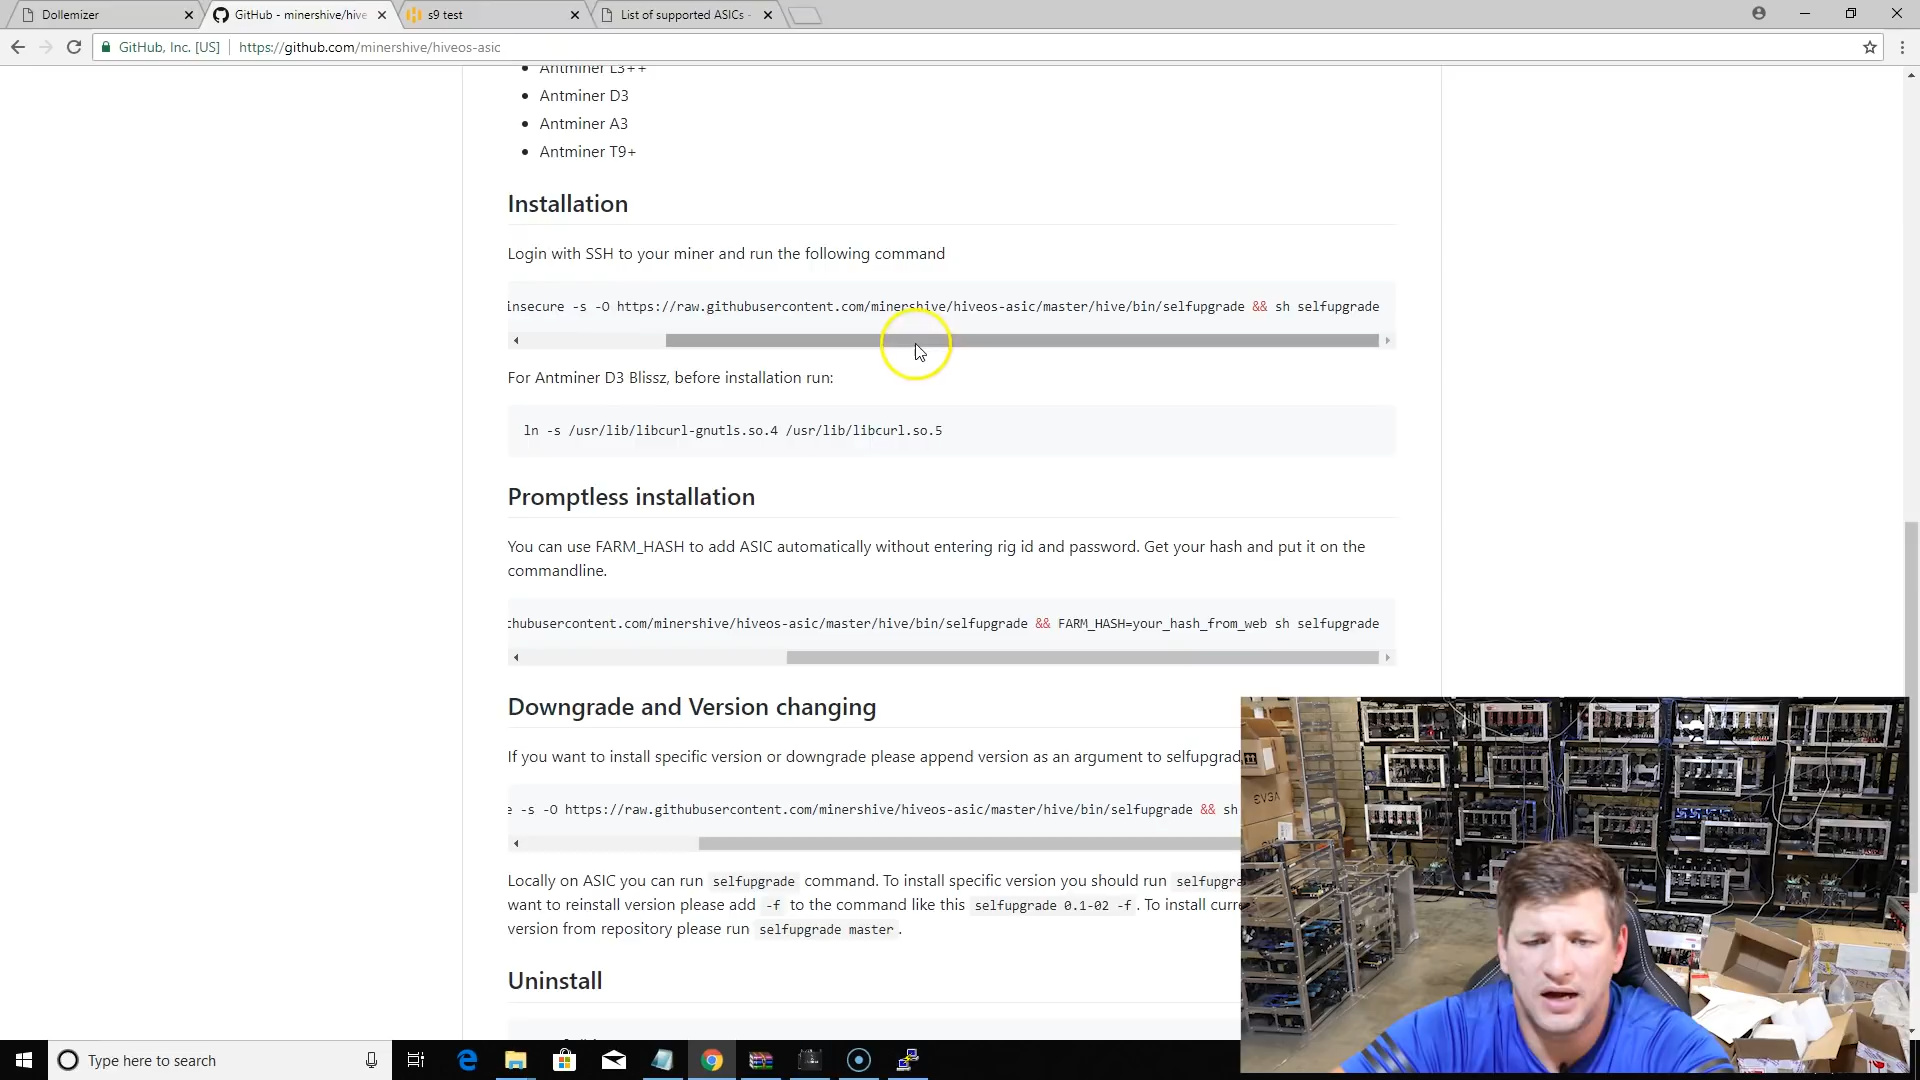 Dollemizer
GitHub - minershive/hive
s9 test
List of supported ASICs -
GitHub, Inc. [US]
https://github.com/minershive/hiveos-asic
Antminer L3++
Antminer D3
Antminer A3
Antminer T9+
Installation
Login with SSH to your miner and run the following command
insecure -s -O https://raw.githubusercontent.com/minershive/hiveos-asic/master/hive/bin/selfupgrade && sh selfupgrade
For Antminer D3 Blissz, before installation run:
ln -s /usr/lib/libcurl-gnutls.so.4 /usr/lib/libcurl.so.5
Promptless installation
You can use FARM_HASH to add ASIC automatically without entering rig id and password. Get your hash and put it on the
commandline.
hubusercontent.com/minershive/hiveos-asic/master/hive/bin/selfupgrade && FARM_HASH=your_hash_from_web sh selfupgrade
Downgrade and Version changing
If you want to install specific version or downgrade please append version as an argument to selfupgrad
e -s -O https://raw.githubusercontent.com/minershive/hiveos-asic/master/hive/bin/selfupgrade && sh
Locally on ASIC you can run selfupgrade command. To install specific version you should run selfupgra
want to reinstall version please add -f to the command like this selfupgrade 0.1-02 -f. To install curre
version from repository please run selfupgrade master.
Uninstall
EVGA
Type here to search